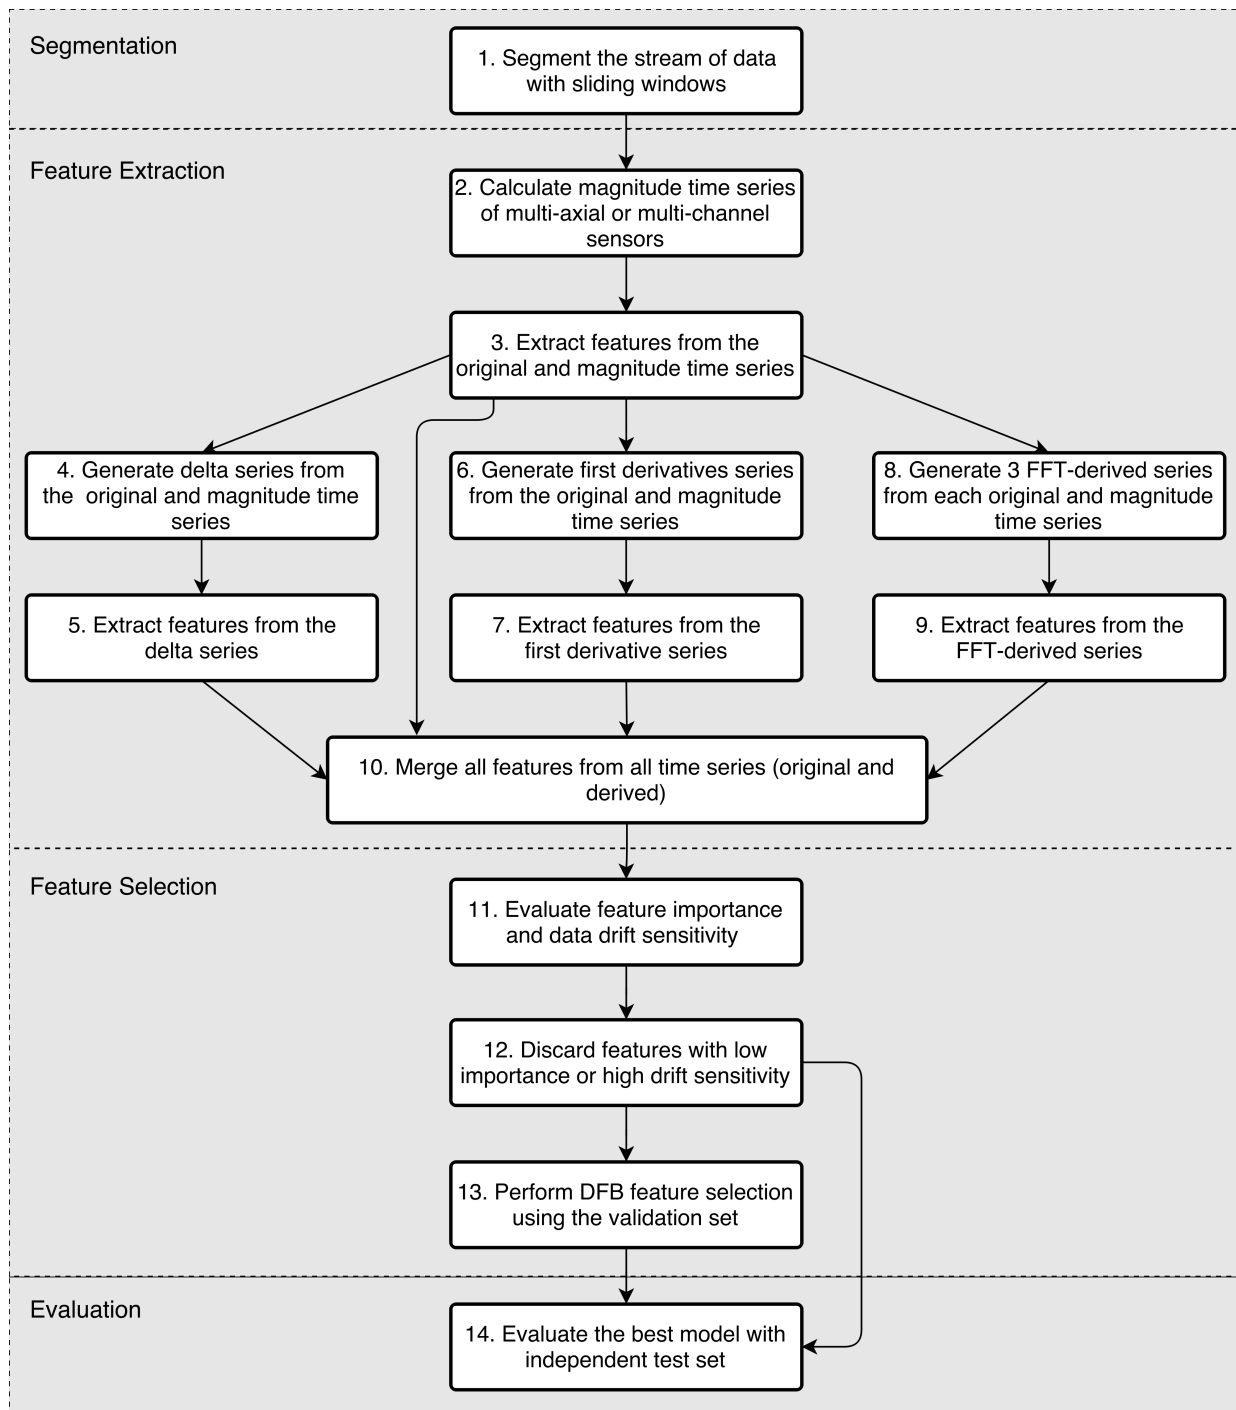 Segmentation
1. Segment the stream of data
with sliding windows
Feature Extraction
2. Calculate magnitude time series
of multi-axial or multi-channel
sensors
3. Extract features from the
original and magnitude time series
4. Generate delta series from
the  original and magnitude time
series
6. Generate first derivatives series
from the original and magnitude
time series
8. Generate 3 FFT-derived series
from each original and magnitude
time series
5. Extract features from the
delta series
7. Extract features from the
first derivative series
9. Extract features from the
FFT-derived series
10. Merge all features from all time series (original and
derived)
Feature Selection
11. Evaluate feature importance
and data drift sensitivity
12. Discard features with low
importance or high drift sensitivity
13. Perform DFB feature selection
using the validation set
Evaluation
14. Evaluate the best model with
independent test set